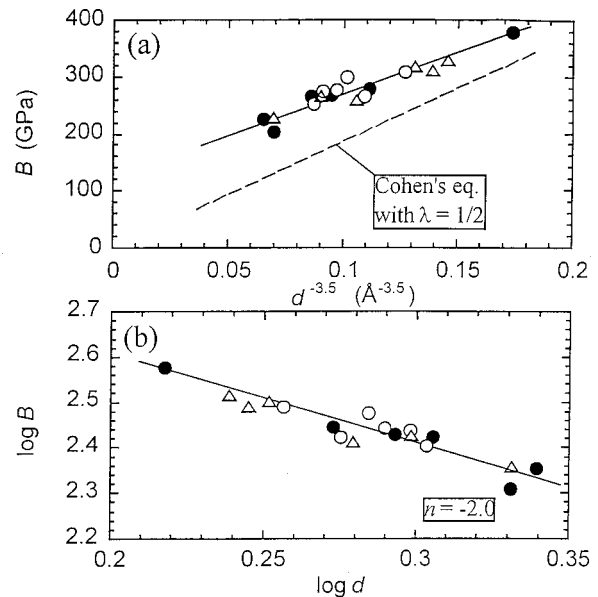 400
(a)
300
B (GPa)
200
100
Cohen's eq.
with λ = 1/2
0
0 0.05 0.1 0.15 0.2
d⁻³·⁵ (Å⁻³·⁵)
2.7
(b)
2.6
2.5
log B
2.4
2.3
n = -2.0
2.2
0.2 0.25 0.3 0.35
log d